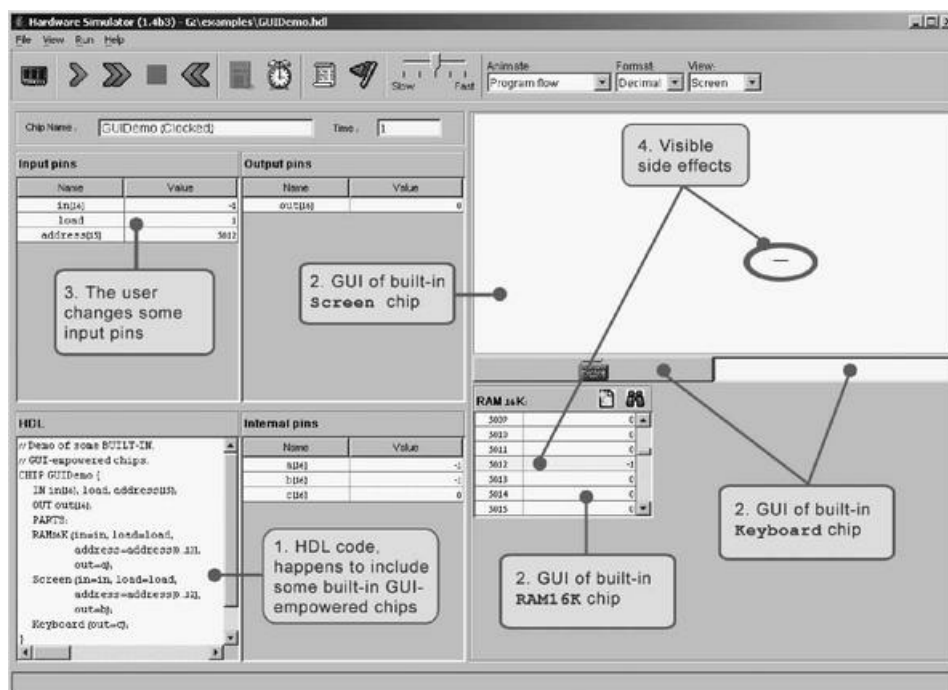 Hardware Simulator (1.4b3) - G:\examples\GUIDemo.hdl
File View Run Help
Slow Fast
Animate:
Program flow
Format:
Decimal
View:
Screen
Chip Name :
GUIDemo (Clocked)
Time :
1
Input pins
Name Value
in[16] -1
load 1
address[15] 5012
Output pins
Name Value
out[16] 0
3. The user
changes some
input pins
2. GUI of built-in
Screen chip
4. Visible
side effects
HDL
// Demo of some BUILT-IN.
// GUI-empowered chips.
CHIP GUIDemo {
IN in[16], load, address[15];
OUT out[16];
PARTS:
RAM16K (in=in, load=load,
address=address[0..13],
out=a);
Screen (in=in, load=load,
address=address[0..12],
out=b);
Keyboard (out=c);
}
Internal pins
Name Value
a[16] -1
b[16] -1
c[16] 0
1. HDL code,
happens to include
some built-in GUI-
empowered chips
RAM 16K:
5009 0
5010 0
5011 0
5012 -1
5013 0
5014 0
5015 0
2. GUI of built-in
RAM16K chip
2. GUI of built-in
Keyboard chip